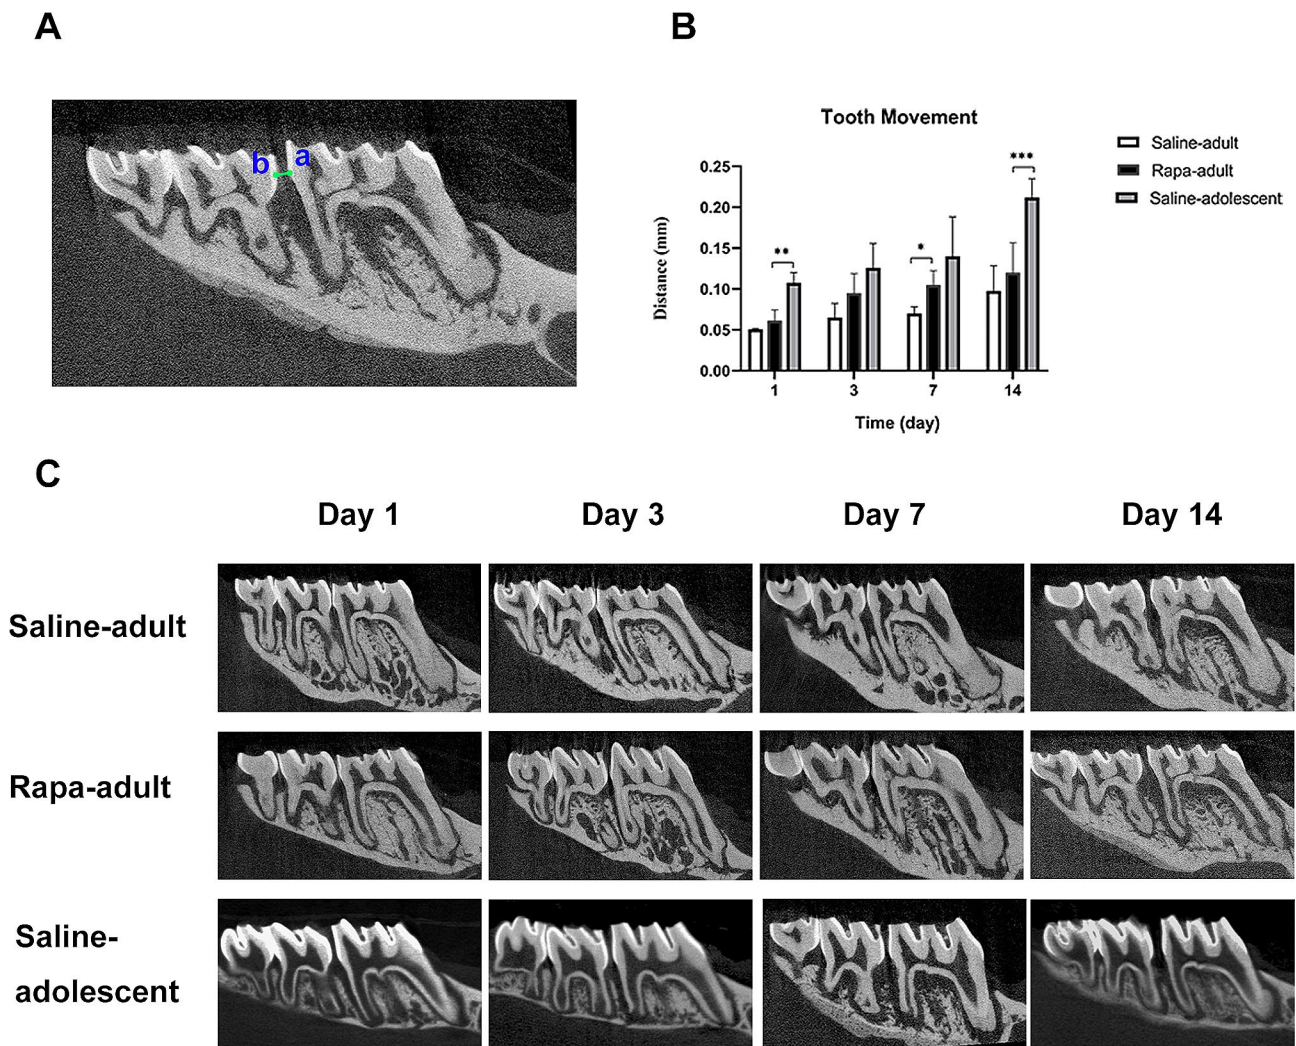 A
B
b a
Tooth Movement
Saline-adult
Rapa-adult
Saline-adolescent
Distance (mm)
0.25
0.20
0.15
0.10
0.05
0.00
** * ***
1 3 7 14
Time (day)
C
Day 1 Day 3 Day 7 Day 14
Saline-adult
Rapa-adult
Saline-
adolescent